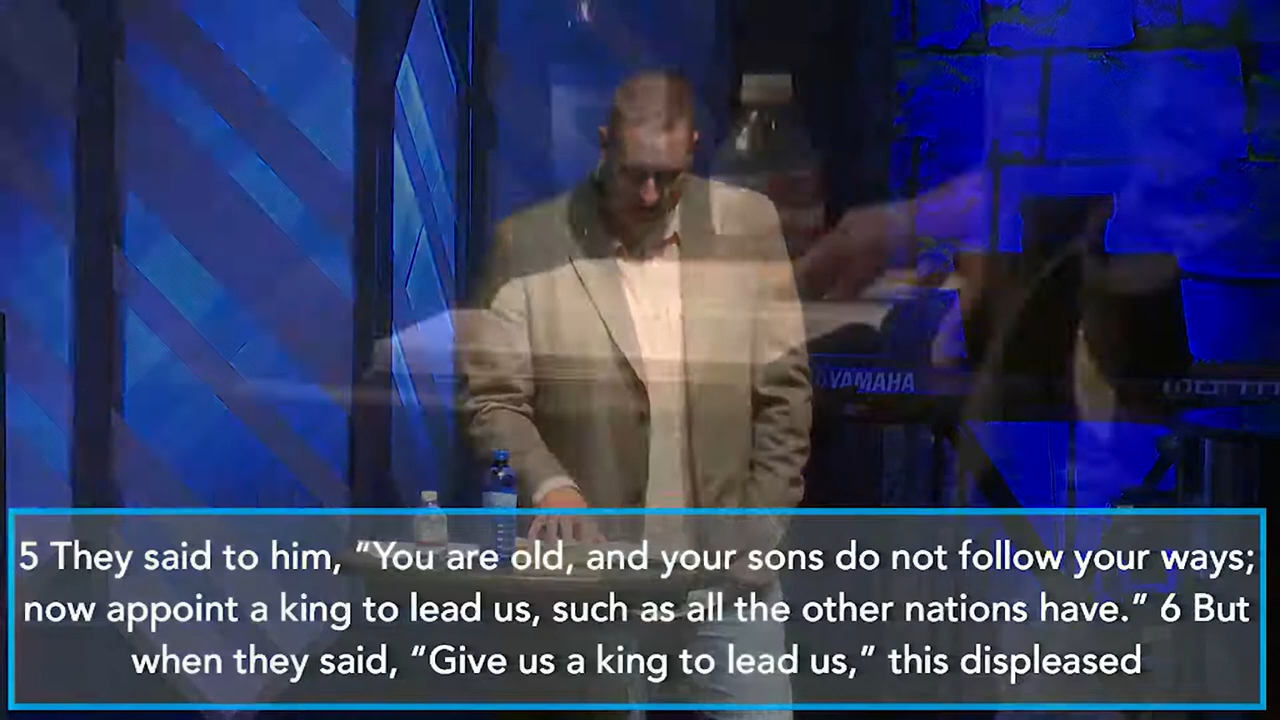 YAMAHA
5 They said to him, “You are old, and your sons do not follow your ways;
now appoint a king to lead us, such as all the other nations have.” 6 But
when they said, “Give us a king to lead us,” this displeased